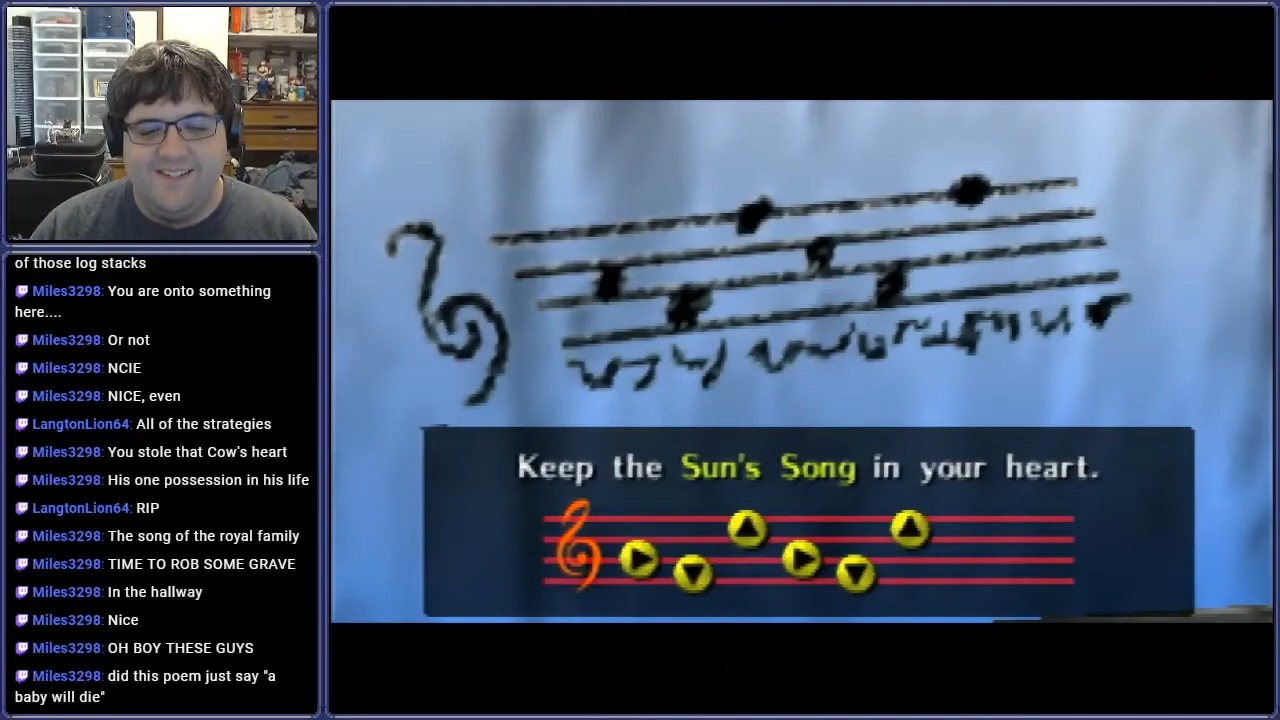 of those log stacks
Miles3298: You are onto something
here....
Miles3298: Or not
Miles3298: NCIE
Miles3298: NICE, even
LangtonLion64: All of the strategies
Miles3298: You stole that Cow's heart
Miles3298: His one possession in his life
LangtonLion64: RIP
Miles3298: The song of the royal family
Miles3298: TIME TO ROB SOME GRAVE
Miles3298: In the hallway
Miles3298: Nice
Miles3298: OH BOY THESE GUYS
Miles3298: did this poem just say "a
baby will die"
Keep the Sun's Song in your heart.